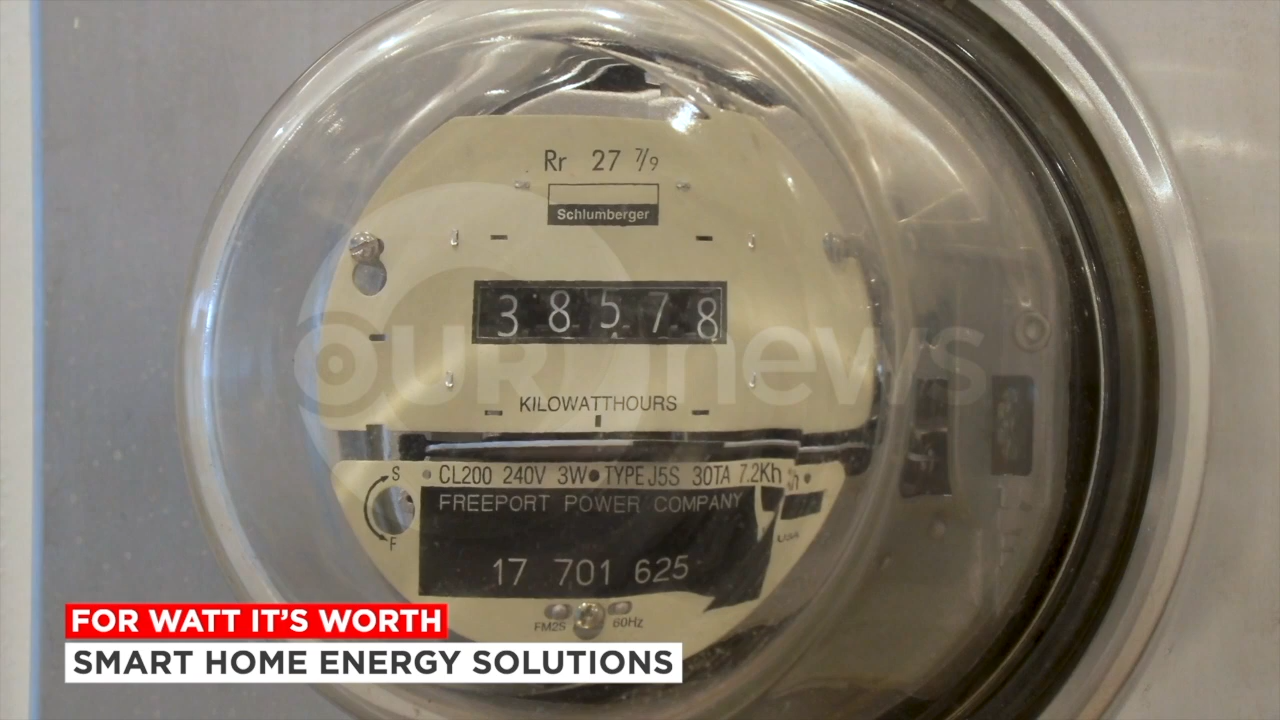 Rr 27 7/9
Schlumberger
38578
OUR news
KILOWATTHOURS
S
CL200 240V 3W TYPE J5S 30TA 7.2Kh
FREEPORT POWER COMPANY
F
USA
17 701 625
FM2S 60Hz
FOR WATT IT'S WORTH
SMART HOME ENERGY SOLUTIONS